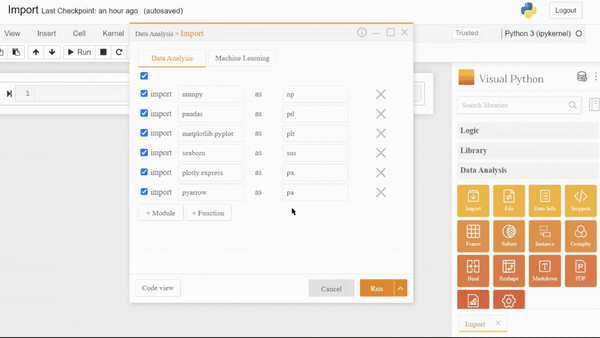 Import Last Checkpoint: an hour ago (autosaved)
Logout
View Insert Cell Kernel
Trusted Python 3 (ipykernel)
Run
1
Data Analysis > Import
Data Analysis Machine Learning
import numpy as np
import pandas as pd
import matplotlib.pyplot as plt
import seaborn as sns
import plotly.express as px
import pyarrow as pa
+ Module + Function
Code view Cancel Run
Visual Python
Search libraries
Logic
Library
Data Analysis
Import File Data Info Snippets
Frame Subset Instance Groupby
Bind Reshape Markdown PDF
Import